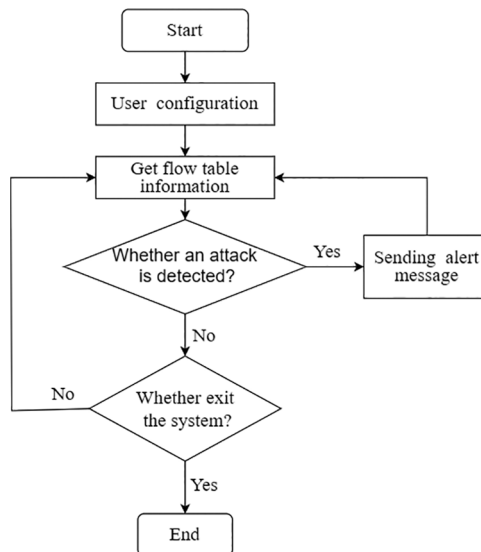 Start
User configuration
Get flow table
information
Whether an attack
is detected?
Yes
Sending alert
message
No
Whether exit
the system?
No
Yes
End